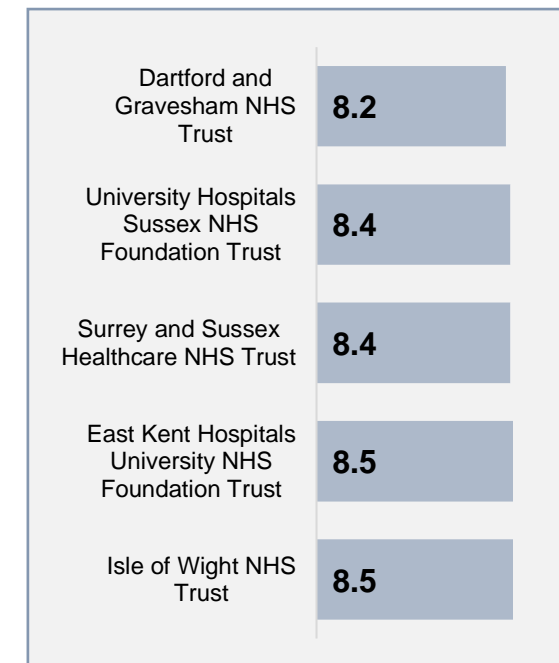 Dartford and
Gravesham NHS
Trust
8.2
University Hospitals
Sussex NHS
Foundation Trust
8.4
Surrey and Sussex
Healthcare NHS Trust
8.4
East Kent Hospitals
University NHS
Foundation Trust
8.5
Isle of Wight NHS
Trust
8.5